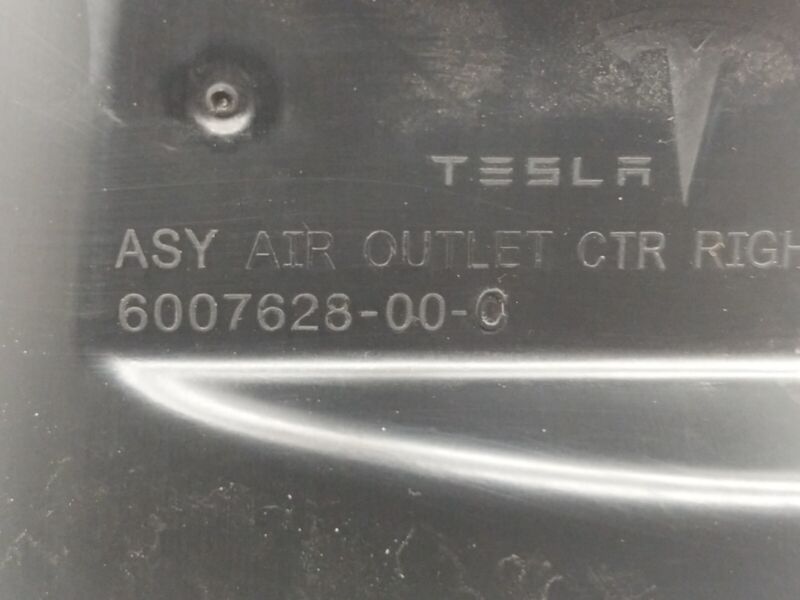 TESLA
ASY AIR OUTLET CTR RIGH
6007628-00-C